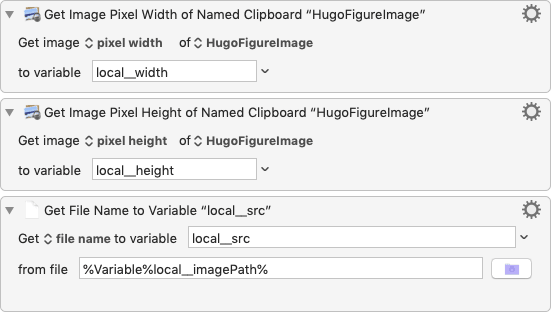 Get Image Pixel Width of Named Clipboard “HugoFigureImage”
Get image pixel width of HugoFigureImage
to variable local__width
Get Image Pixel Height of Named Clipboard “HugoFigureImage”
Get image pixel height of HugoFigureImage
to variable local__height
Get File Name to Variable “local__src”
Get file name to variable local__src
from file %Variable%local__imagePath%